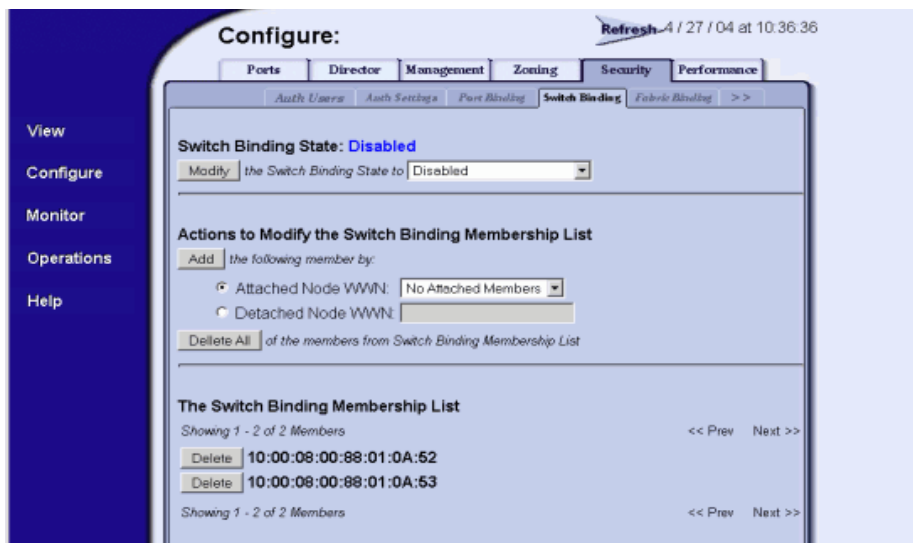 Configure:
Refresh 4 / 27 / 04 at 10:36:36
Ports Director Management Zoning Security Performance
Auth Users Auth Settings Port Binding Switch Binding Fabric Binding >>
View
Configure
Monitor
Operations
Help
Switch Binding State: Disabled
Modify the Switch Binding State to Disabled
Actions to Modify the Switch Binding Membership List
Add the following member by:
Attached Node WWN: No Attached Members
Detached Node WWN:
Dellete All of the members from Switch Binding Membership List
The Switch Binding Membership List
Showing 1 - 2 of 2 Members << Prev Next >>
Delete 10:00:08:00:88:01:0A:52
Delete 10:00:08:00:88:01:0A:53
Showing 1 - 2 of 2 Members << Prev Next >>